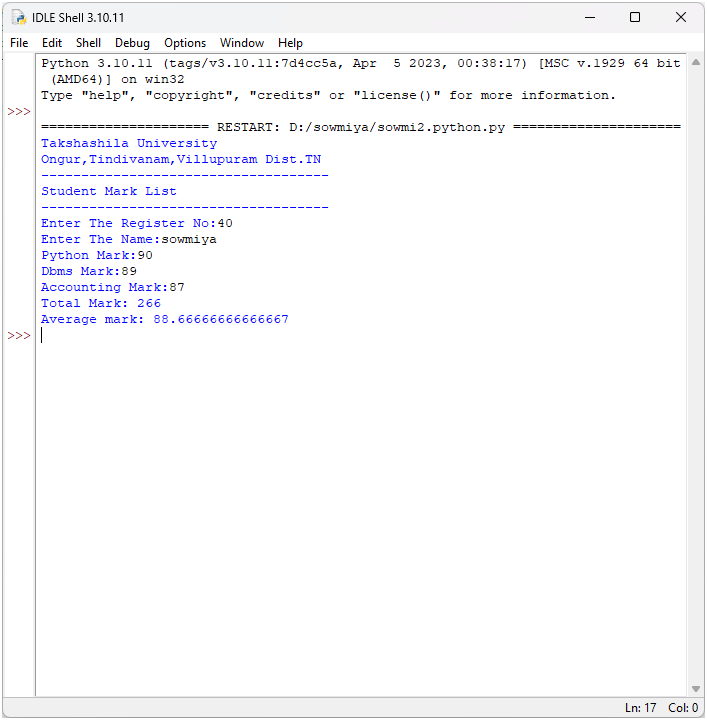 IDLE Shell 3.10.11
File Edit Shell Debug Options Window Help
Python 3.10.11 (tags/v3.10.11:7d4cc5a, Apr  5 2023, 00:38:17) [MSC v.1929 64 bit
(AMD64)] on win32
Type "help", "copyright", "credits" or "license()" for more information.
>>>
===================== RESTART: D:/sowmiya/sowmi2.python.py =====================
Takshashila University
Ongur,Tindivanam,Villupuram Dist.TN
------------------------------------
Student Mark List
------------------------------------
Enter The Register No:40
Enter The Name:sowmiya
Python Mark:90
Dbms Mark:89
Accounting Mark:87
Total Mark: 266
Average mark: 88.66666666666667
>>>
Ln: 17 Col: 0